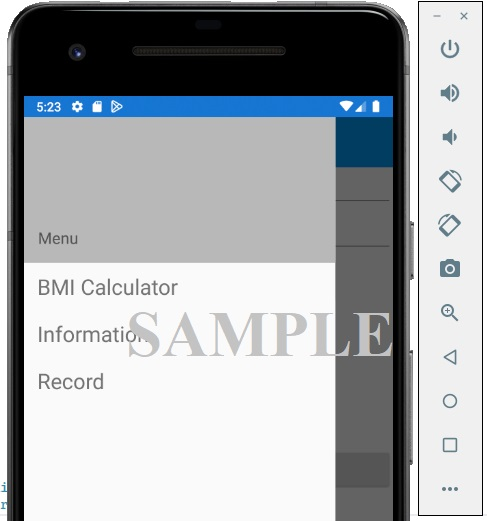 5:23
Menu
BMI Calculator
Information
SAMPLE
Record
i
r